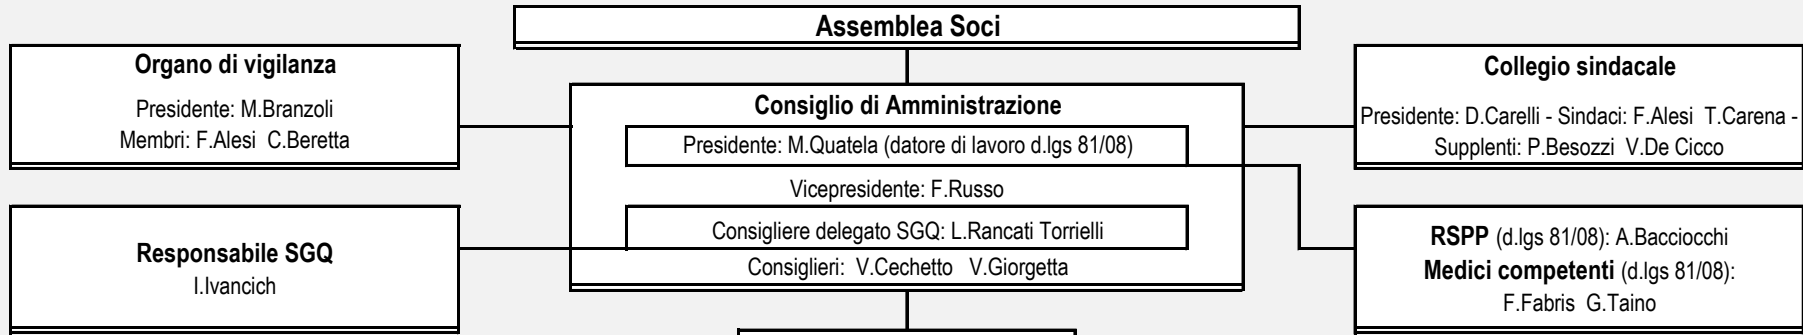 Assemblea Soci
Organo di vigilanza
Presidente: M.Branzoli
Membri: F.Alesi C.Beretta
Consiglio di Amministrazione
Presidente: M.Quatela (datore di lavoro d.lgs 81/08)
Vicepresidente: F.Russo
Consigliere delegato SGQ: L.Rancati Torrielli
Consiglieri: V.Cechetto V.Giorgetta
Collegio sindacale
Presidente: D.Carelli - Sindaci: F.Alesi T.Carena -
Supplenti: P.Besozzi V.De Cicco
Responsabile SGQ
I.Ivancich
RSPP (d.lgs 81/08): A.Bacciocchi
Medici competenti (d.lgs 81/08):
F.Fabris G.Taino